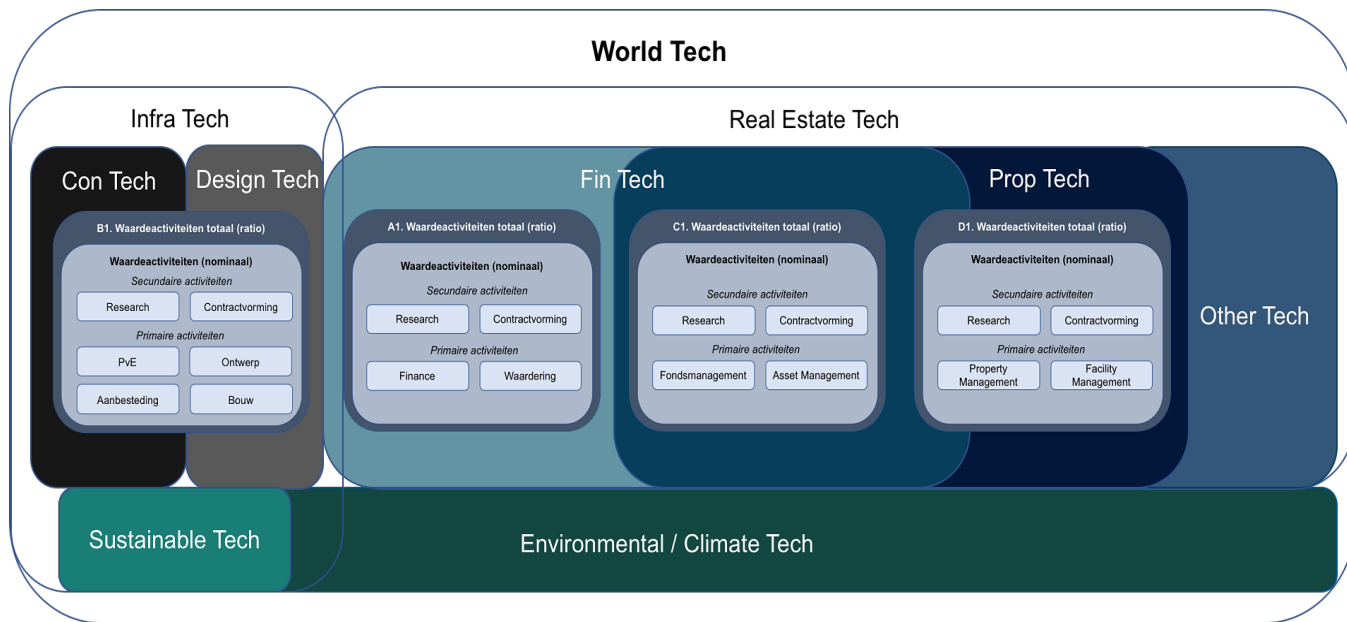 World Tech
Infra Tech
Real Estate Tech
Con Tech
Design Tech
Fin Tech
Prop Tech
Other Tech
B1. Waardeactiviteiten totaal (ratio)
Waardeactiviteiten (nominaal)
Secundaire activiteiten
Research
Contractvorming
Primaire activiteiten
PvE
Ontwerp
Aanbesteding
Bouw
A1. Waardeactiviteiten totaal (ratio)
Waardeactiviteiten (nominaal)
Secundaire activiteiten
Research
Contractvorming
Primaire activiteiten
Finance
Waardering
C1. Waardeactiviteiten totaal (ratio)
Waardeactiviteiten (nominaal)
Secundaire activiteiten
Research
Contractvorming
Primaire activiteiten
Fondsmanagement
Asset Management
D1. Waardeactiviteiten totaal (ratio)
Waardeactiviteiten (nominaal)
Secundaire activiteiten
Research
Contractvorming
Primaire activiteiten
Property
Management
Facility
Management
Sustainable Tech
Environmental / Climate Tech